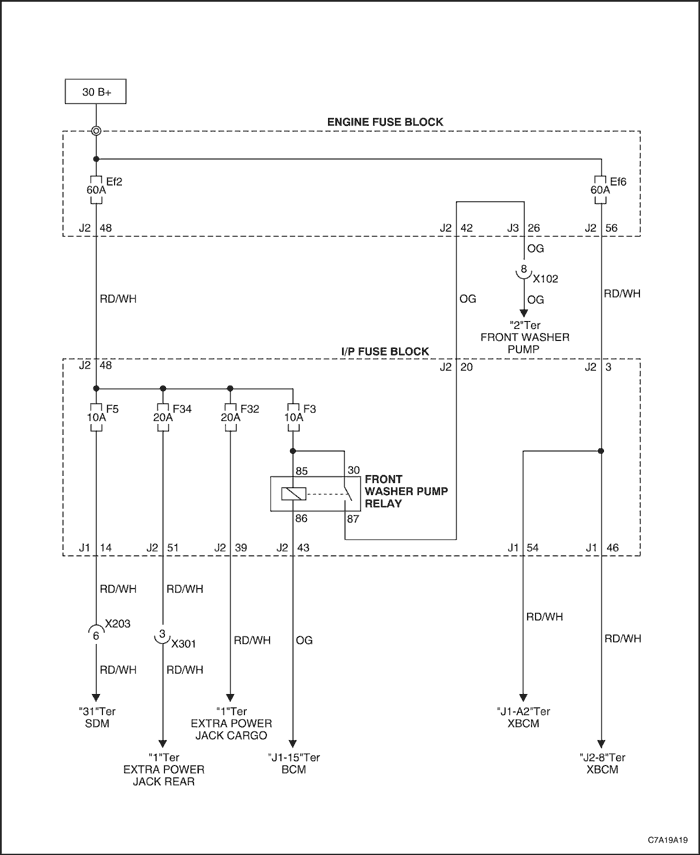 30 B+
ENGINE FUSE BLOCK
Ef2
60A
Ef6
60A
J2 48
J2 42
J3 26
J2 56
OG
8
X102
RD/WH
OG
OG
RD/WH
"2"Ter
FRONT WASHER
PUMP
I/P FUSE BLOCK
J2 48
J2 20
J2 3
F5
10A
F34
20A
F32
20A
F3
10A
85
30
FRONT
WASHER PUMP
RELAY
86
87
J1 14
J2 51
J2 39
J2 43
J1 54
J1 46
RD/WH
RD/WH
RD/WH
X203
6
3
X301
RD/WH
OG
RD/WH
RD/WH
RD/WH
"31"Ter
SDM
"1"Ter
EXTRA POWER
JACK CARGO
"J1-A2"Ter
XBCM
"1"Ter
EXTRA POWER
JACK REAR
"J1-15"Ter
BCM
"J2-8"Ter
XBCM
C7A19A19